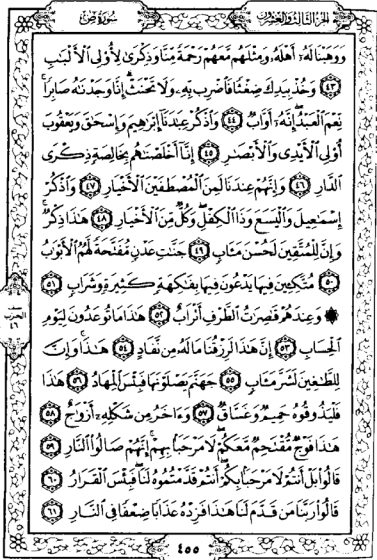 الجزء الثالث والعشرون
سورة ص
وَوَهَبْنَا لَهُۥٓ أَهْلَهُۥ وَمِثْلَهُم مَّعَهُمْ رَحْمَةً مِّنَّا وَذِكْرَىٰ لِأُو۟لِى ٱلْأَلْبَٰبِ
٤٣ وَخُذْ بِيَدِكَ ضِغْثًا فَٱضْرِب بِّهِۦ وَلَا تَحْنَثْ إِنَّا وَجَدْنَٰهُ صَابِرًا
نِّعْمَ ٱلْعَبْدُ إِنَّهُۥٓ أَوَّابٌ ٤٤ وَٱذْكُرْ عِبَٰدَنَآ إِبْرَٰهِيمَ وَإِسْحَٰقَ وَيَعْقُوبَ
أُو۟لِى ٱلْأَيْدِى وَٱلْأَبْصَٰرِ ٤٥ إِنَّآ أَخْلَصْنَٰهُم بِخَالِصَةٍ ذِكْرَى
ٱلدَّارِ ٤٦ وَإِنَّهُمْ عِندَنَا لَمِنَ ٱلْمُصْطَفَيْنَ ٱلْأَخْيَارِ ٤٧ وَٱذْكُرْ
إِسْمَٰعِيلَ وَٱلْيَسَعَ وَذَا ٱلْكِفْلِ وَكُلٌّ مِّنَ ٱلْأَخْيَارِ ٤٨ هَٰذَا ذِكْرٌ
وَإِنَّ لِلْمُتَّقِينَ لَحُسْنَ مَـَٔابٍ ٤٩ جَنَّٰتِ عَدْنٍ مُّفَتَّحَةً لَّهُمُ ٱلْأَبْوَٰبُ
٥٠ مُتَّكِـِٔينَ فِيهَا يَدْعُونَ فِيهَا بِفَٰكِهَةٍ كَثِيرَةٍ وَشَرَابٍ ٥١
۞ وَعِندَهُمْ قَٰصِرَٰتُ ٱلطَّرْفِ أَتْرَابٌ ٥٢ هَٰذَا مَا تُوعَدُونَ لِيَوْمِ
ٱلْحِسَابِ ٥٣ إِنَّ هَٰذَا لَرِزْقُنَا مَا لَهُۥ مِن نَّفَادٍ ٥٤ هَٰذَا وَإِنَّ
لِلطَّٰغِينَ لَشَرَّ مَـَٔابٍ ٥٥ جَهَنَّمَ يَصْلَوْنَهَا فَبِئْسَ ٱلْمِهَادُ ٥٦ هَٰذَا
فَلْيَذُوقُوهُ حَمِيمٌ وَغَسَّاقٌ ٥٧ وَءَاخَرُ مِن شَكْلِهِۦٓ أَزْوَٰجٌ ٥٨
هَٰذَا فَوْجٌ مُّقْتَحِمٌ مَّعَكُمْ لَا مَرْحَبًۢا بِهِمْ إِنَّهُمْ صَالُوا۟ ٱلنَّارِ ٥٩
قَالُوا۟ بَلْ أَنتُمْ لَا مَرْحَبًۢا بِكُمْ أَنتُمْ قَدَّمْتُمُوهُ لَنَا فَبِئْسَ ٱلْقَرَارُ ٦٠
قَالُوا۟ رَبَّنَا مَن قَدَّمَ لَنَا هَٰذَا فَزِدْهُ عَذَابًا ضِعْفًا فِى ٱلنَّارِ ٦١
الحزب
٤٦
٤٥٥